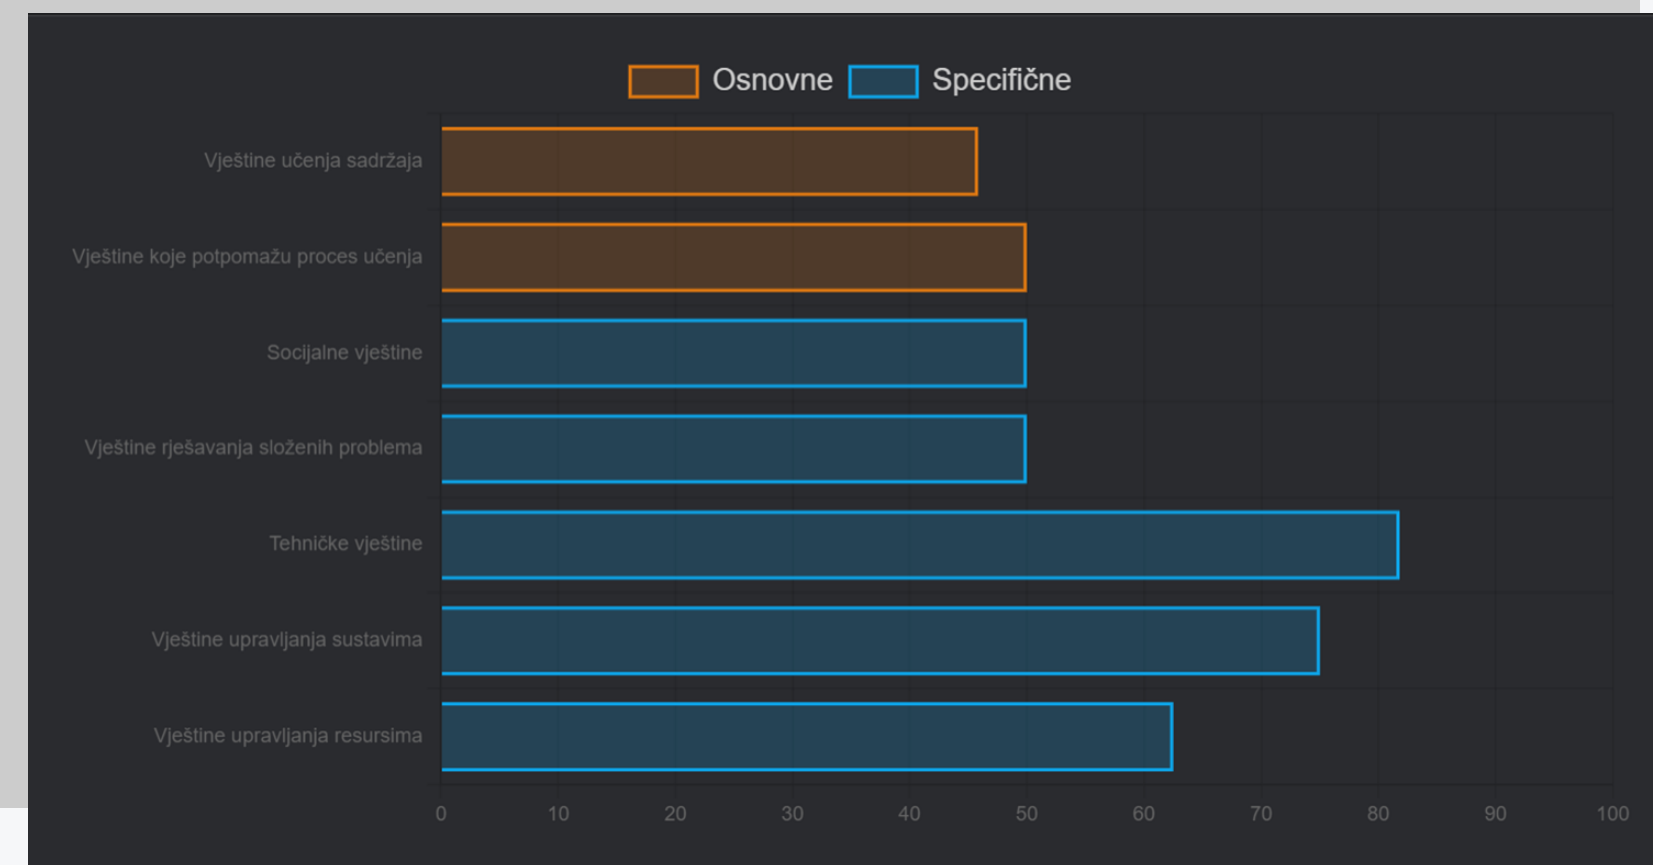 Osnovne Specifične
Vještine učenja sadržaja
Vještine koje potpomažu proces učenja
Socijalne vještine
Vještine rješavanja složenih problema
Tehničke vještine
Vještine upravljanja sustavima
Vještine upravljanja resursima
0 10 20 30 40 50 60 70 80 90 100